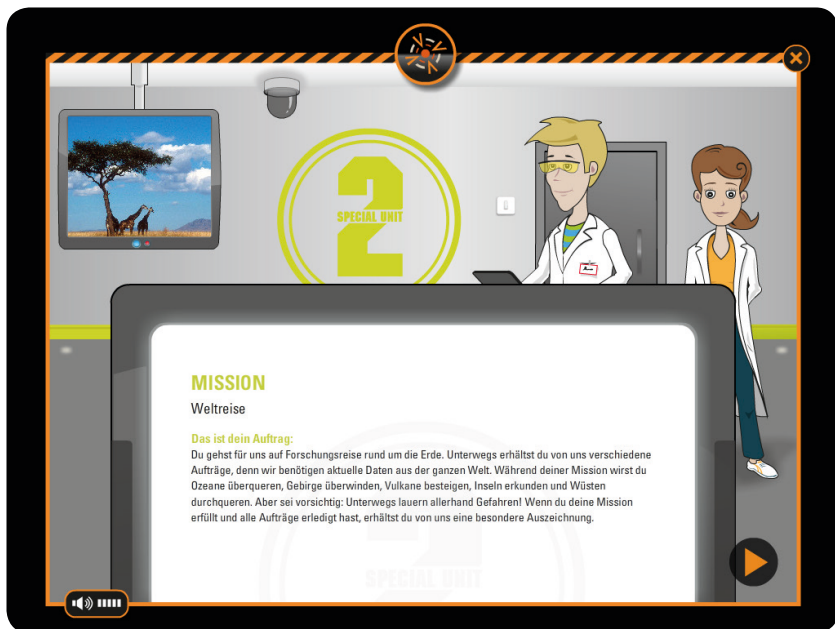 2
SPECIAL UNIT
MISSION
Weltreise
Das ist dein Auftrag:
Du gehst für uns auf Forschungsreise rund um die Erde. Unterwegs erhältst du von uns verschiedene
Aufträge, denn wir benötigen aktuelle Daten aus der ganzen Welt. Während deiner Mission wirst du
Ozeane überqueren, Gebirge überwinden, Vulkane besteigen, Inseln erkunden und Wüsten
durchqueren. Aber sei vorsichtig: Unterwegs lauern allerhand Gefahren! Wenn du deine Mission
erfüllt und alle Aufträge erledigt hast, erhältst du von uns eine besondere Auszeichnung.
2
SPECIAL UNIT